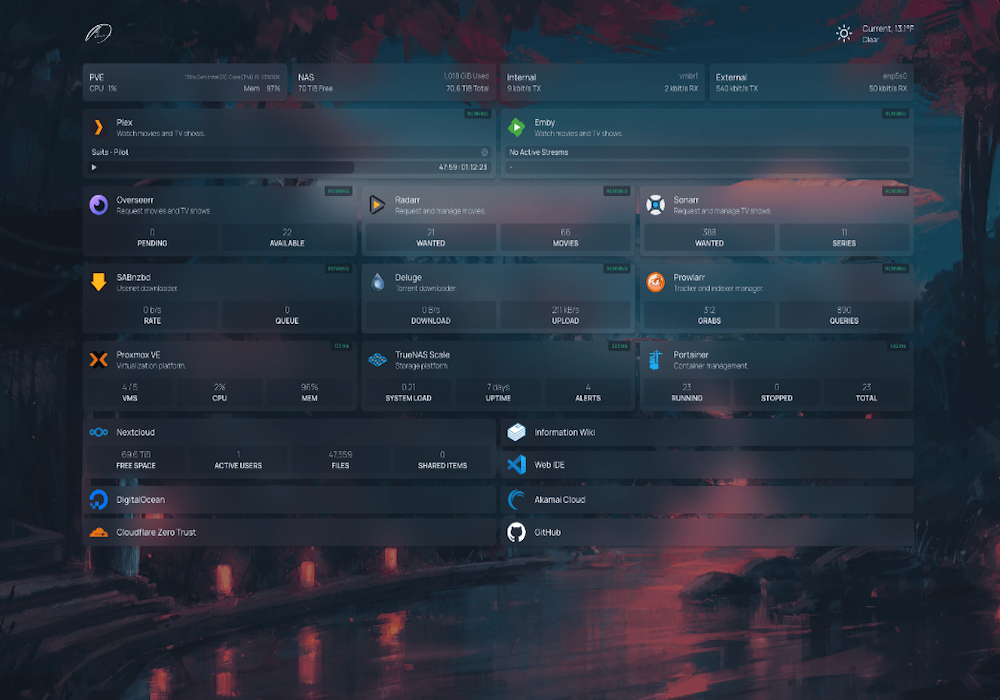 Current, 13.1°F
Clear
PVE
13th Gen Intel(R) Core(TM) i5-13500K
CPU 1%
Mem 97%
NAS
1,018 GiB Used
70 TiB Free
70.6 TiB Total
Internal
vmbr1
9 kbit/s TX
2 kbit/s RX
External
enp5s0
540 kbit/s TX
50 kbit/s RX
Plex
RUNNING
Watch movies and TV shows.
Suits - Pilot
47:59 / 01:12:23
Emby
RUNNING
Watch movies and TV shows.
No Active Streams
-
Overseerr
RUNNING
Request movies and TV shows.
0
PENDING
22
AVAILABLE
Radarr
RUNNING
Request and manage movies.
21
WANTED
66
MOVIES
Sonarr
RUNNING
Request and manage TV shows.
388
WANTED
11
SERIES
SABnzbd
RUNNING
Usenet downloader.
0 b/s
RATE
0
QUEUE
Deluge
RUNNING
Torrent downloader.
0 B/s
DOWNLOAD
211 kB/s
UPLOAD
Prowlarr
RUNNING
Tracker and indexer manager.
312
GRABS
890
QUERIES
Proxmox VE
Virtualization platform.
4 / 5
VMS
2%
CPU
96%
MEM
TrueNAS Scale
Storage platform.
0.21
SYSTEM LOAD
7 days
UPTIME
4
ALERTS
Portainer
Container management.
23
RUNNING
0
STOPPED
23
TOTAL
Nextcloud
69.6 TiB
FREE SPACE
1
ACTIVE USERS
47,559
FILES
0
SHARED ITEMS
Information Wiki
Web IDE
DigitalOcean
Akamai Cloud
Cloudflare Zero Trust
GitHub